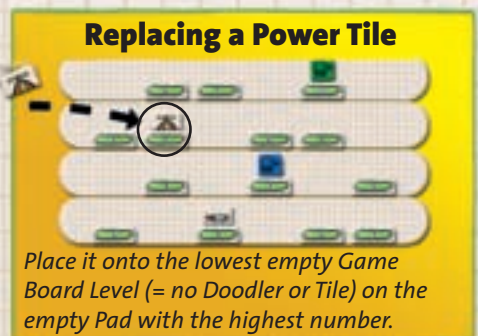 Replacing a Power Tile
Place it onto the lowest empty Game
Board Level (= no Doodler or Tile) on the
empty Pad with the highest number.